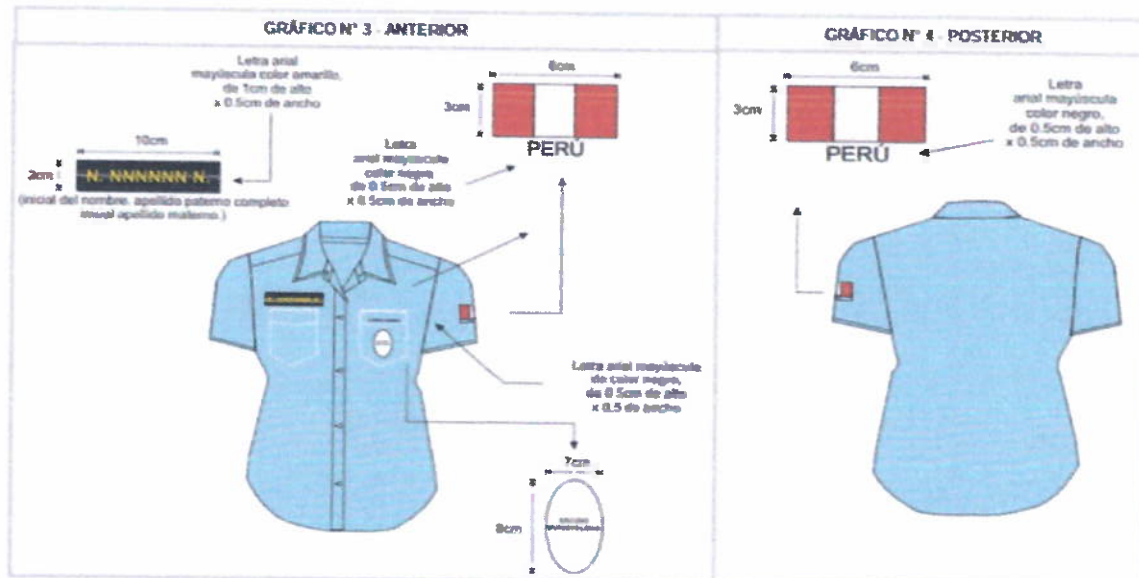 GRÁFICO N° 3 - ANTERIOR
Letra arial
mayúscula color amarillo,
de 1cm de alto
x 0.5cm de ancho
10cm
2cm
N. NNNNNN N.
(inicial del nombre, apellido paterno completo
apellido materno.)
6cm
3cm
PERÚ
Letra
arial mayúscula
color negro
de 0.5cm de alto
x 0.5cm de ancho
Letra arial mayúscula
de color negro,
de 0.5cm de alto
x 0.5 de ancho
7cm
9cm
GRÁFICO N° 4 - POSTERIOR
6cm
3cm
PERÚ
Letra
arial mayúscula
color negro,
de 0.5cm de alto
x 0.5cm de ancho